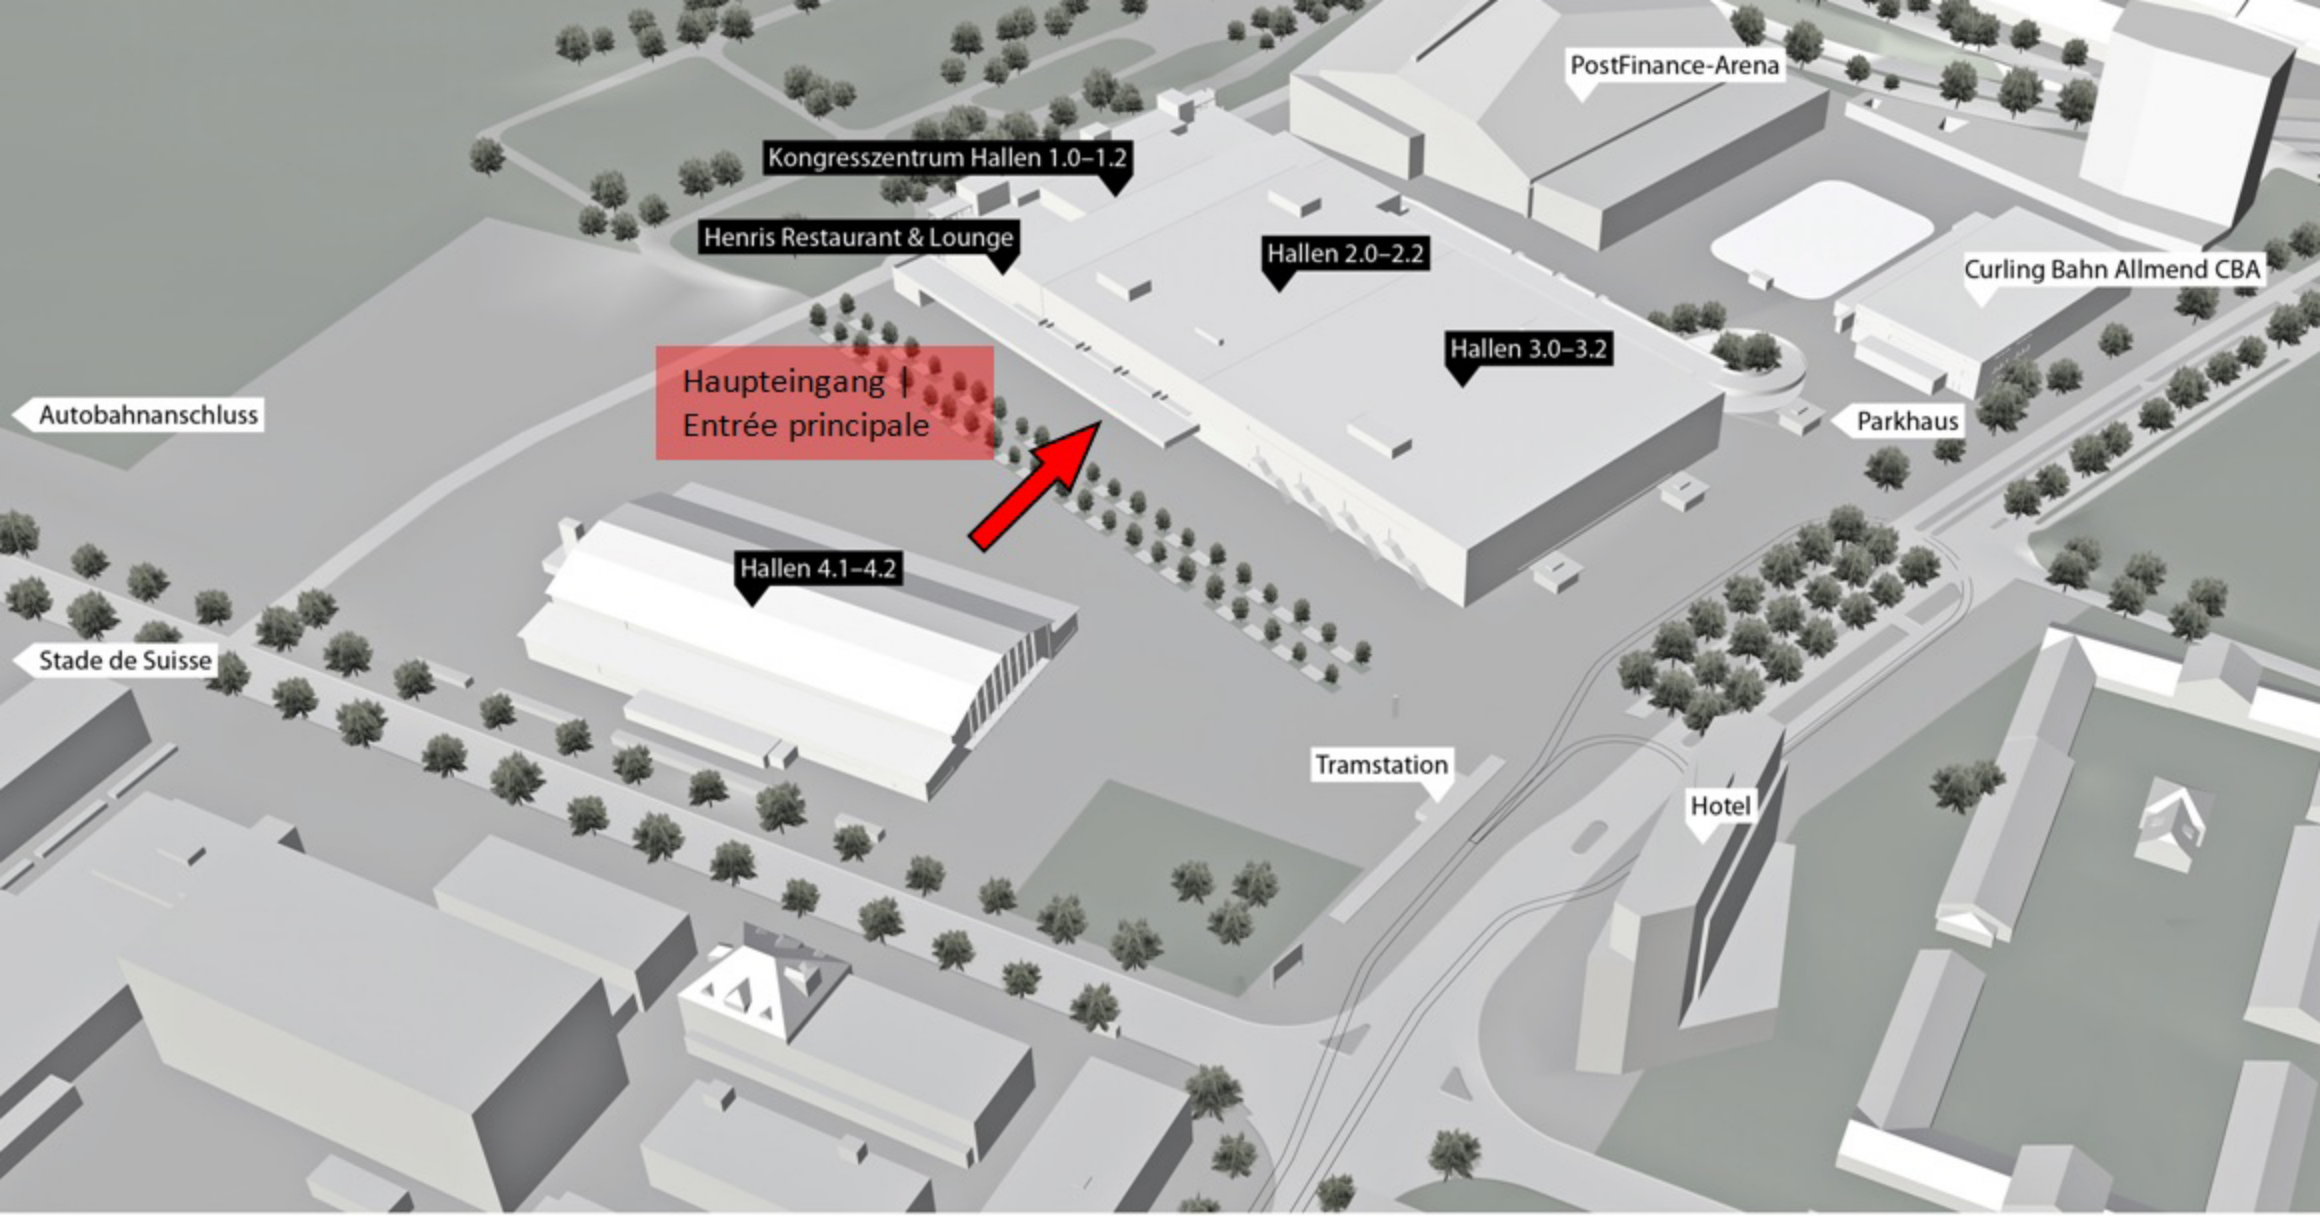 PostFinance-Arena
Kongresszentrum Hallen 1.0–1.2
Henris Restaurant & Lounge
Hallen 2.0–2.2
Curling Bahn Allmend CBA
Hallen 3.0–3.2
Haupteingang |
Entrée principale
Autobahnanschluss
Parkhaus
Hallen 4.1–4.2
Stade de Suisse
Tramstation
Hotel